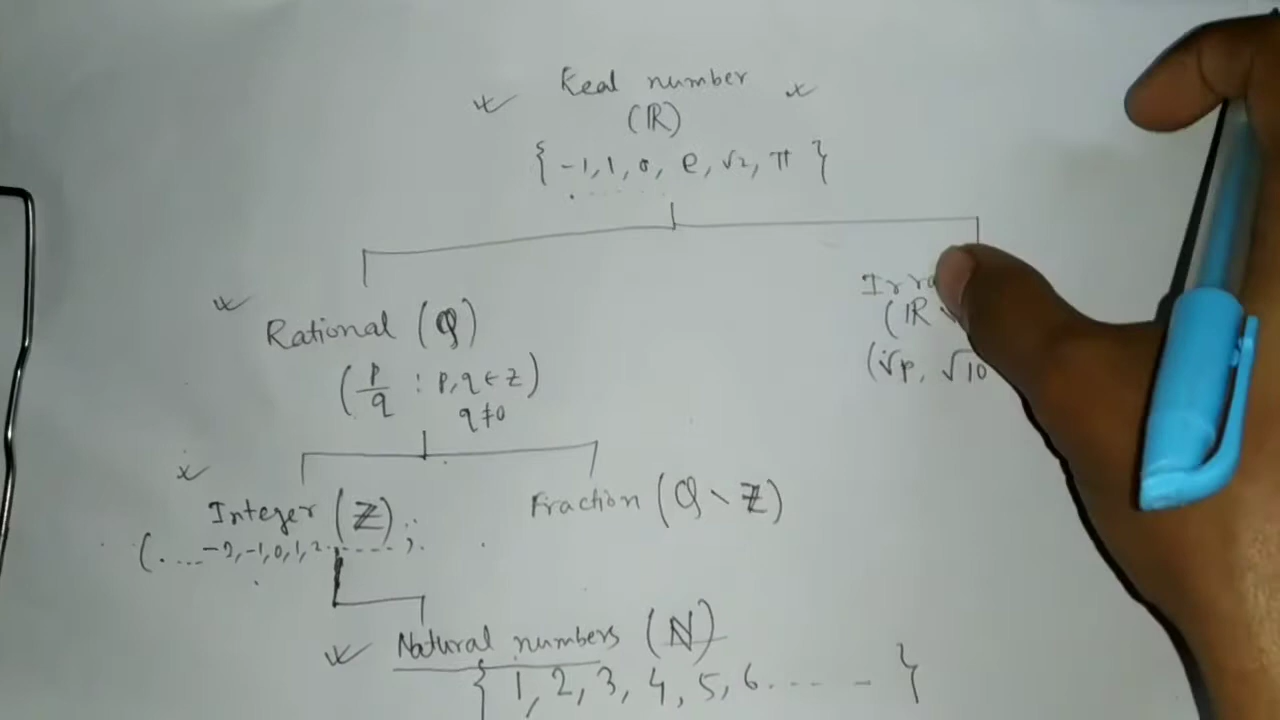 Real number
(ℝ)
{ -1, 1, 0, e, √2, π }
Rational (ℚ)
(p/q : p, q ∈ z)
q ≠ 0
(ℝ \
√10
Integer (ℤ)
(.... -2, -1, 0, 1, 2 ......
Fraction (ℚ \ ℤ)
Natural numbers (ℕ)
{ 1, 2, 3, 4, 5, 6..... }